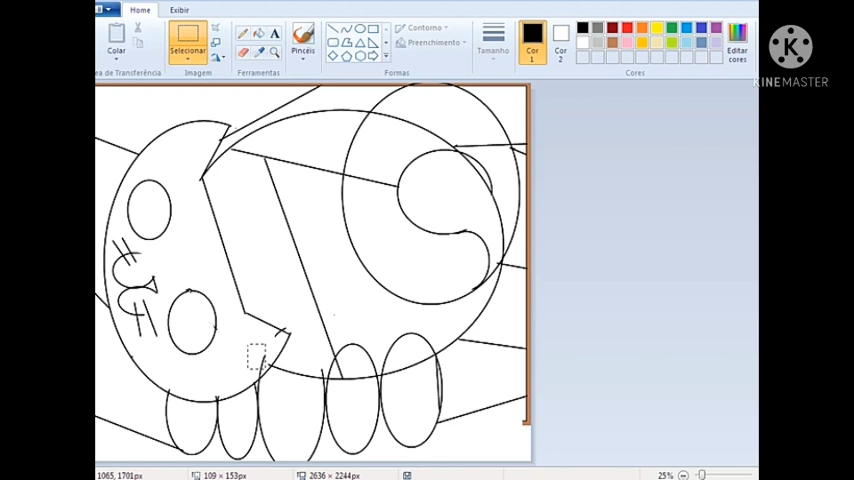 Home
Exibir
Colar
Selecionar
Pincéis
Contorno
Preenchimento
Tamanho
Cor
1
Cor
2
Editar
cores
ea de Transferência
Imagem
Ferramentas
Formas
Cores
K
KINEMASTER
1065, 1701px
109 × 153px
2636 × 2244px
25%